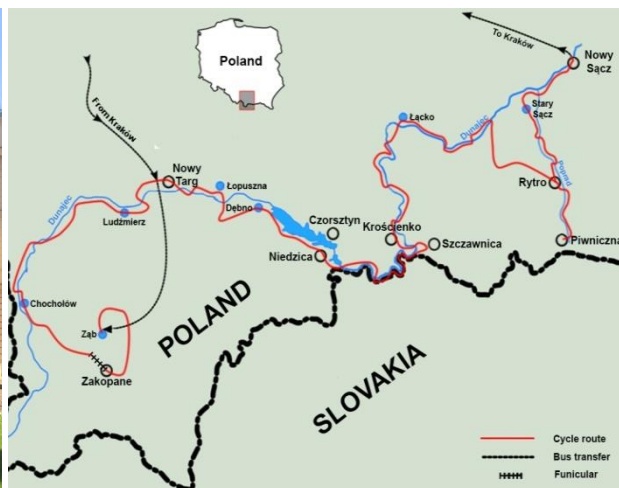 To Kraków
Nowy
Sącz
Poland
Stary
Sącz
From Kraków
Łącko
Dunajec
Poprad
Nowy
Targ
Łopuszna
Rytro
Dunajec
Dębno
Ludźmierz
Czorsztyn
Krościenko
Szczawnica
Piwniczna
Niedzica
Chochołów
POLAND
Ząb
Zakopane
SLOVAKIA
Cycle route
Bus transfer
Funicular